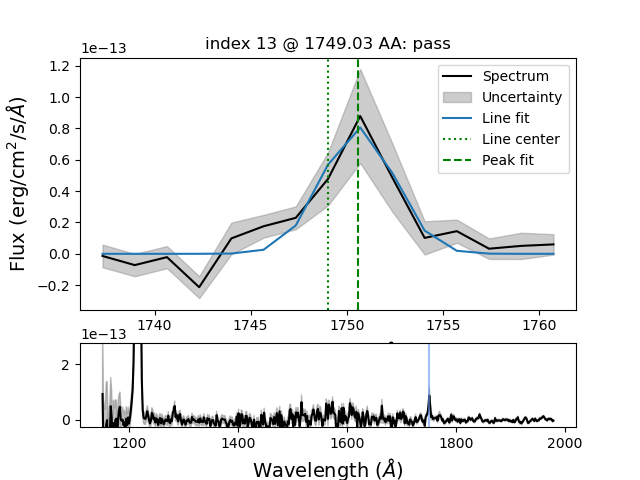 index 13 @ 1749.03 AA: pass
1e−13
Flux (erg/cm²/s/Å)
1.2
1.0
0.8
0.6
0.4
0.2
0.0
−0.2
Spectrum
Uncertainty
Line fit
Line center
Peak fit
1740
1745
1750
1755
1760
1e−13
2
0
1200
1400
1600
1800
2000
Wavelength (Å)